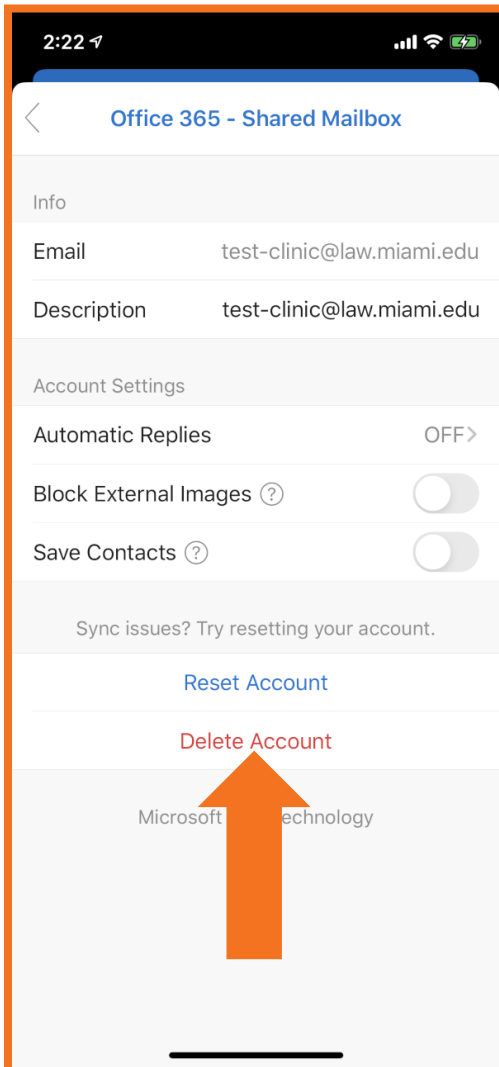 2:22
Office 365 - Shared Mailbox
Info
Email test-clinic@law.miami.edu
Description test-clinic@law.miami.edu
Account Settings
Automatic Replies OFF
Block External Images ?
Save Contacts ?
Sync issues? Try resetting your account.
Reset Account
Delete Account
Microsoft